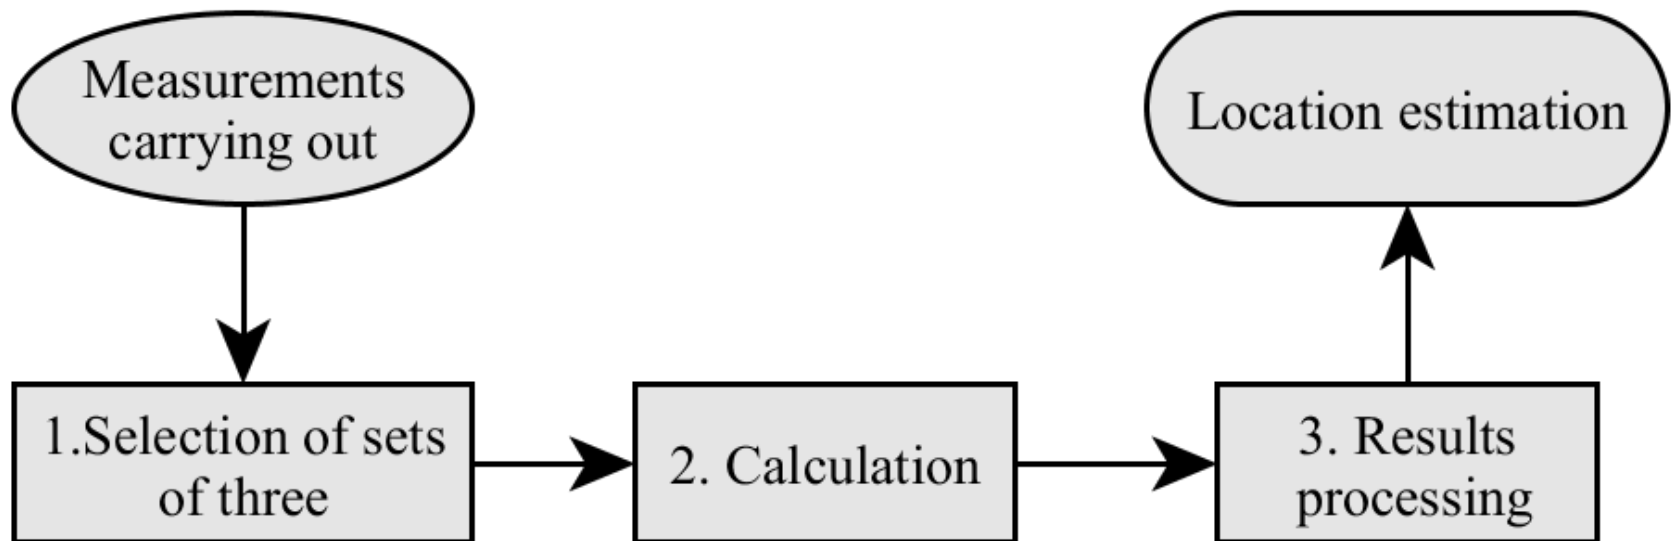 Measurements
carrying out
Location estimation
1.Selection of sets
of three
2. Calculation
3. Results
processing